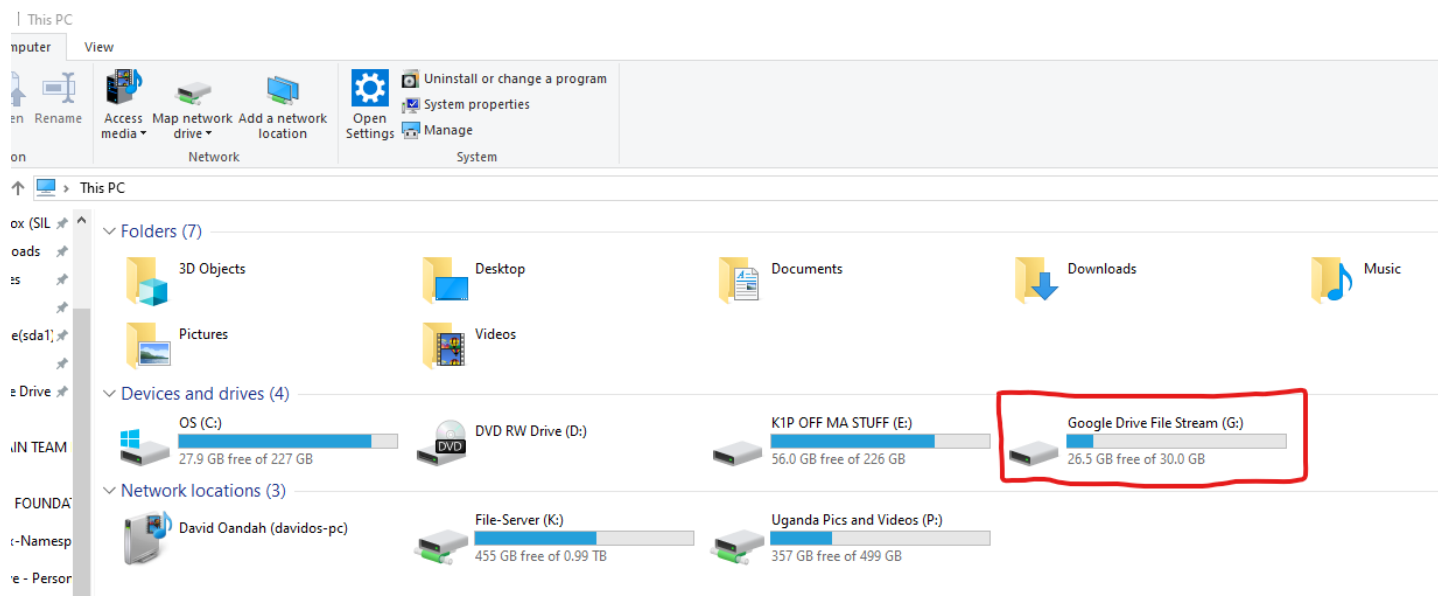 This PC
mputer View
en Rename
Access media
Map network drive
Add a network location
Open Settings
Uninstall or change a program
System properties
Manage
on
Network
System
This PC
ox (SIL
oads
es
e(sda1)
e Drive
IN TEAM
FOUNDA
-Namesp
e - Person
Folders (7)
3D Objects
Desktop
Documents
Downloads
Music
Pictures
Videos
Devices and drives (4)
OS (C:)
27.9 GB free of 227 GB
DVD RW Drive (D:)
DVD
K1P OFF MA STUFF (E:)
56.0 GB free of 226 GB
Google Drive File Stream (G:)
26.5 GB free of 30.0 GB
Network locations (3)
David Oandah (davidos-pc)
File-Server (K:)
455 GB free of 0.99 TB
Uganda Pics and Videos (P:)
357 GB free of 499 GB